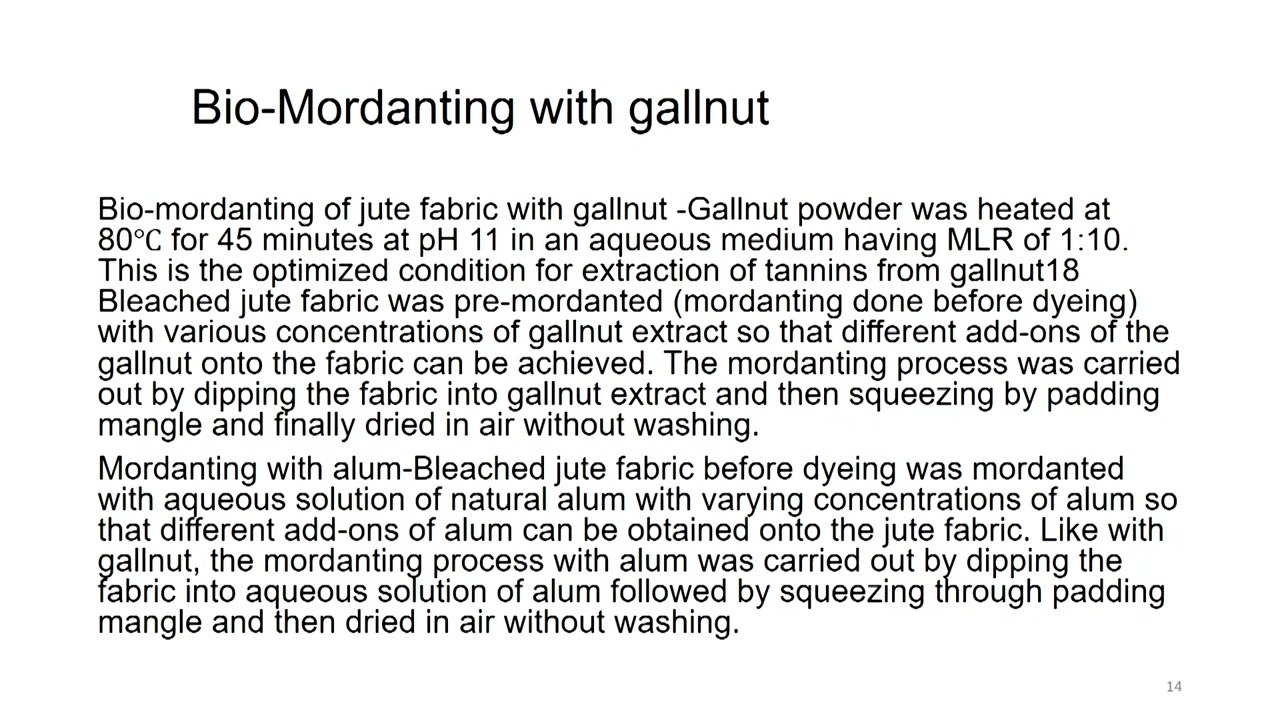 Bio-Mordanting with gallnut
Bio-mordanting of jute fabric with gallnut -Gallnut powder was heated at
80℃ for 45 minutes at pH 11 in an aqueous medium having MLR of 1:10.
This is the optimized condition for extraction of tannins from gallnut18
Bleached jute fabric was pre-mordanted (mordanting done before dyeing)
with various concentrations of gallnut extract so that different add-ons of the
gallnut onto the fabric can be achieved. The mordanting process was carried
out by dipping the fabric into gallnut extract and then squeezing by padding
mangle and finally dried in air without washing.
Mordanting with alum-Bleached jute fabric before dyeing was mordanted
with aqueous solution of natural alum with varying concentrations of alum so
that different add-ons of alum can be obtained onto the jute fabric. Like with
gallnut, the mordanting process with alum was carried out by dipping the
fabric into aqueous solution of alum followed by squeezing through padding
mangle and then dried in air without washing.
14